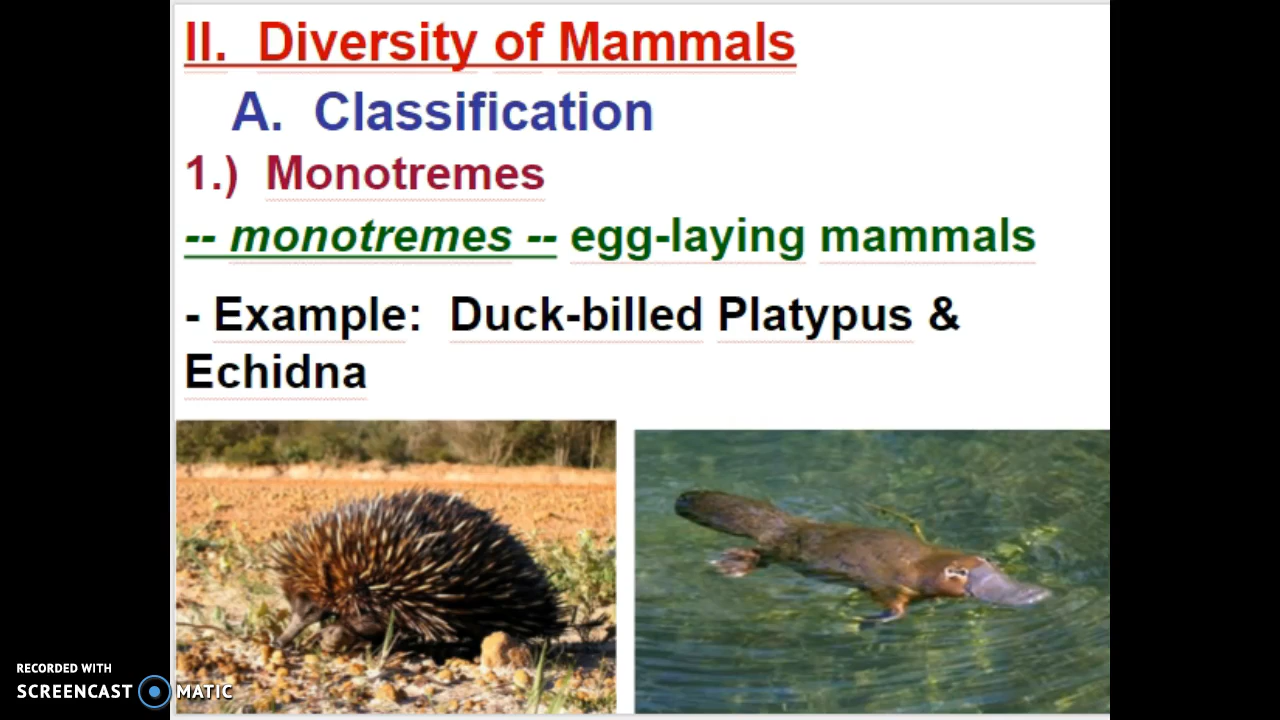 II. Diversity of Mammals
A. Classification
1.) Monotremes
-- monotremes -- egg-laying mammals
- Example: Duck-billed Platypus &
Echidna
RECORDED WITH
SCREENCAST MATIC